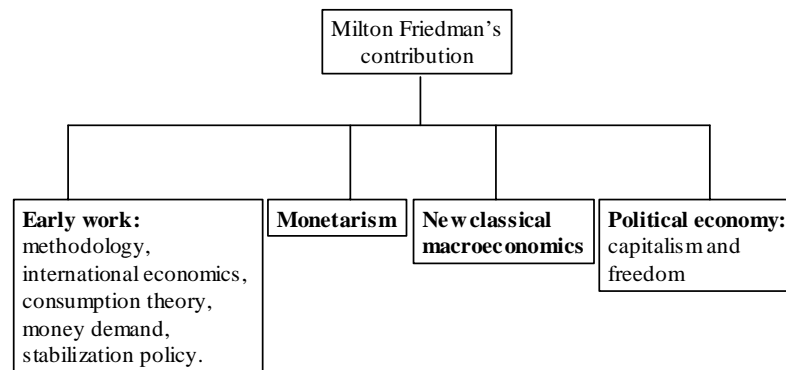 Milton Friedman's
contribution
Early work:
methodology,
international economics,
consumption theory,
money demand,
stabilization policy.
Monetarism
New classical
macroeconomics
Political economy:
capitalism and
freedom